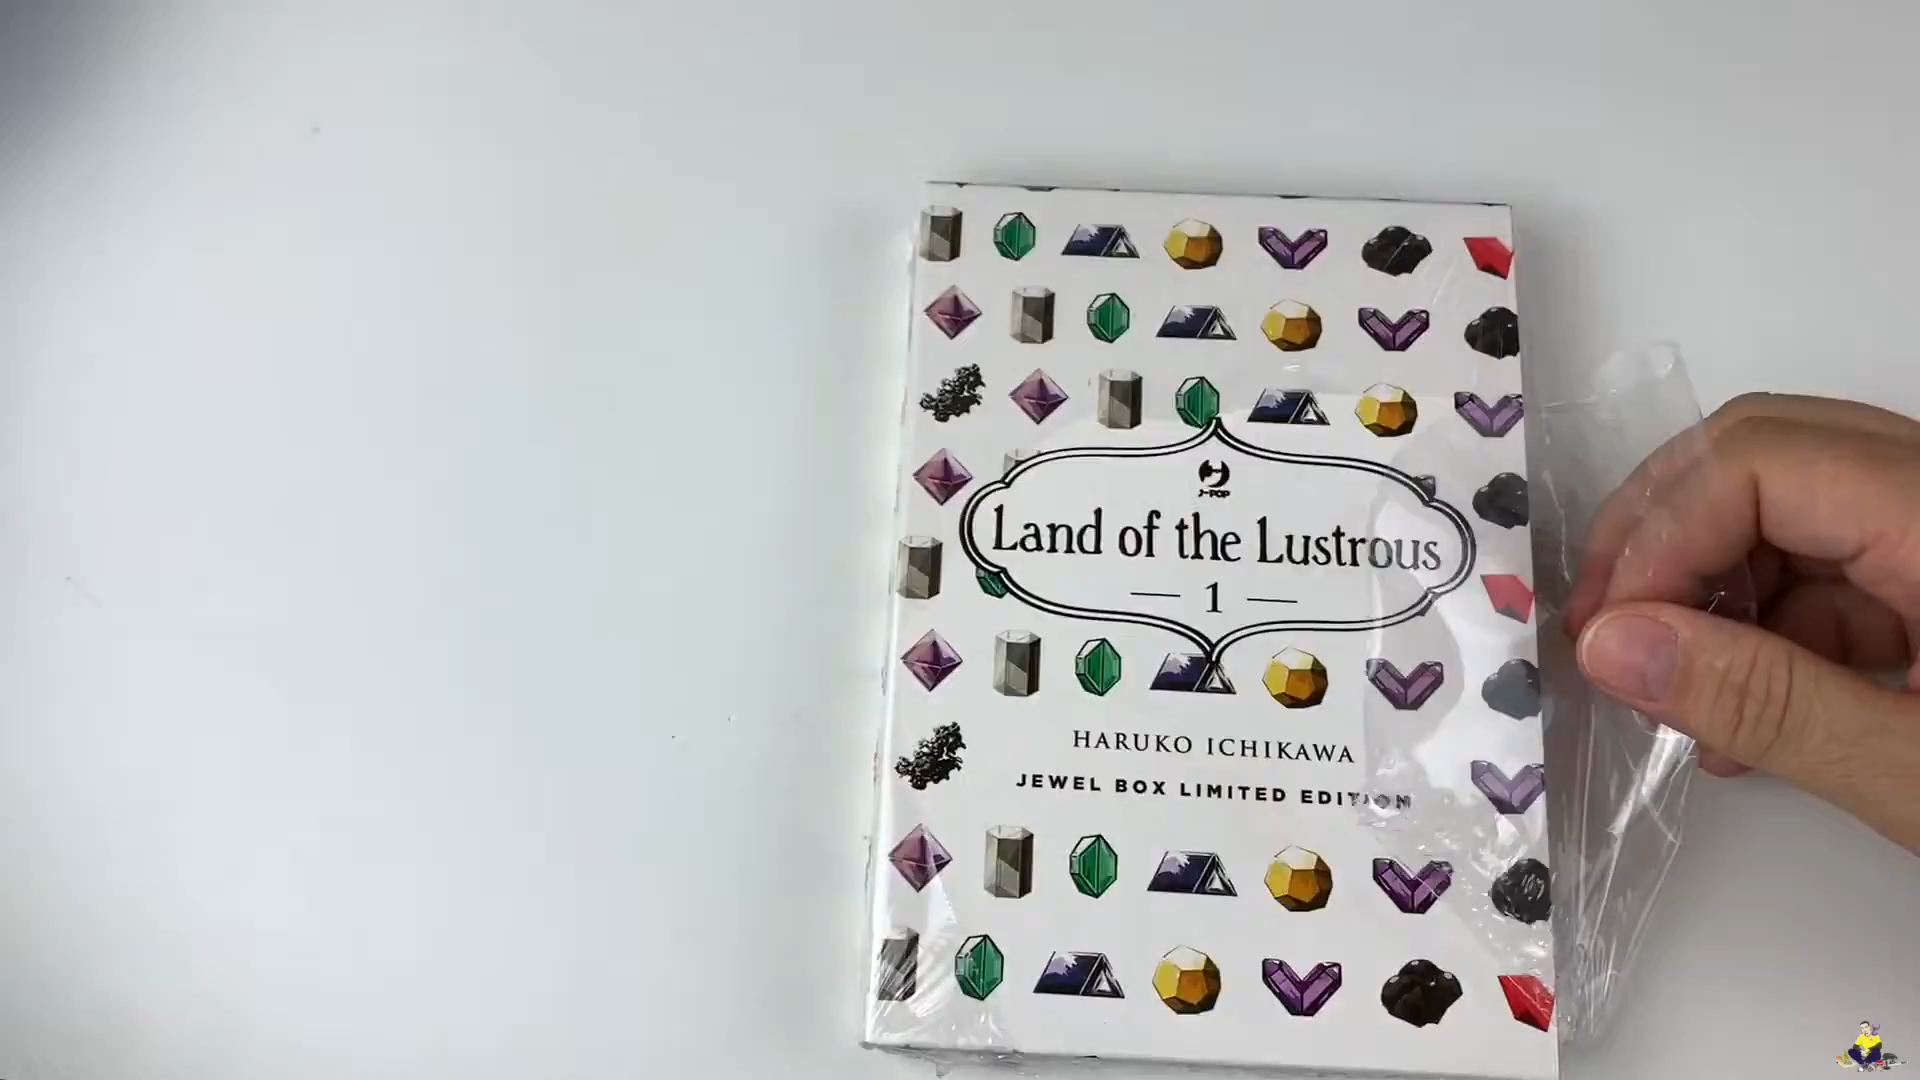 J-POP
Land of the Lustrous
1
HARUKO ICHIKAWA
JEWEL BOX LIMITED EDITION